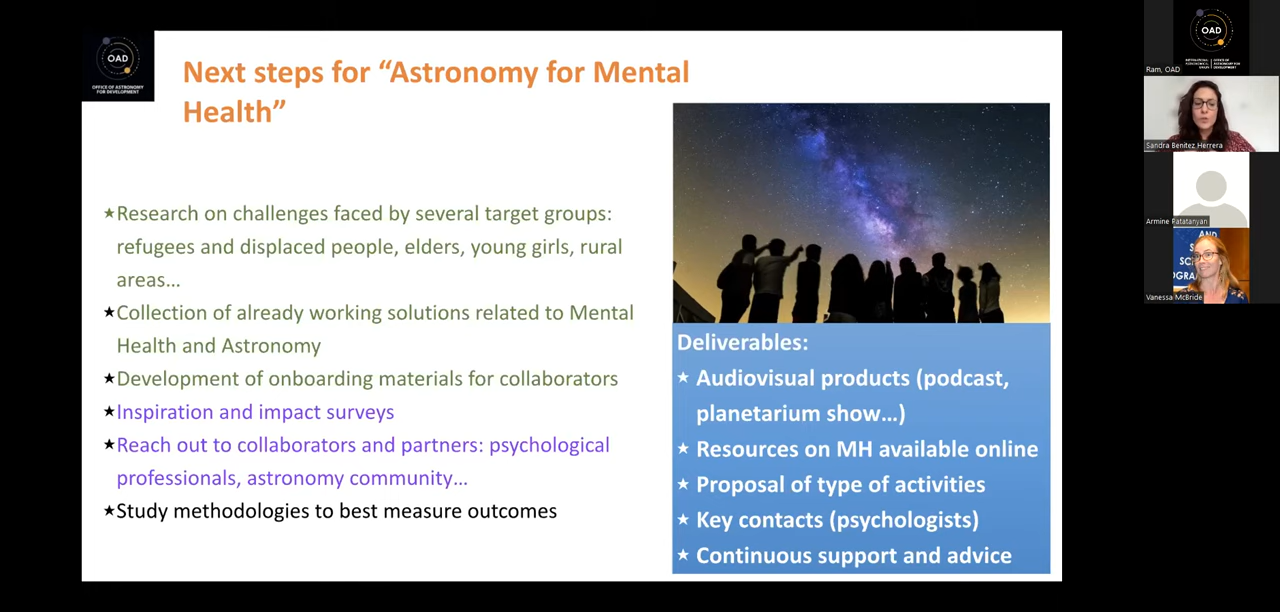 OAD
OFFICE OF ASTRONOMY
FOR DEVELOPMENT
Next steps for “Astronomy for Mental
Health”
★Research on challenges faced by several target groups:
refugees and displaced people, elders, young girls, rural
areas…
★Collection of already working solutions related to Mental
Health and Astronomy
★Development of onboarding materials for collaborators
★Inspiration and impact surveys
★Reach out to collaborators and partners: psychological
professionals, astronomy community…
★Study methodologies to best measure outcomes
Deliverables:
★ Audiovisual products (podcast,
planetarium show…)
★ Resources on MH available online
★ Proposal of type of activities
★ Key contacts (psychologists)
★ Continuous support and advice
OAD
Ram, OAD
Sandra Benitez Herrera
Armine Patatanyan
AND
Vanessa McBride